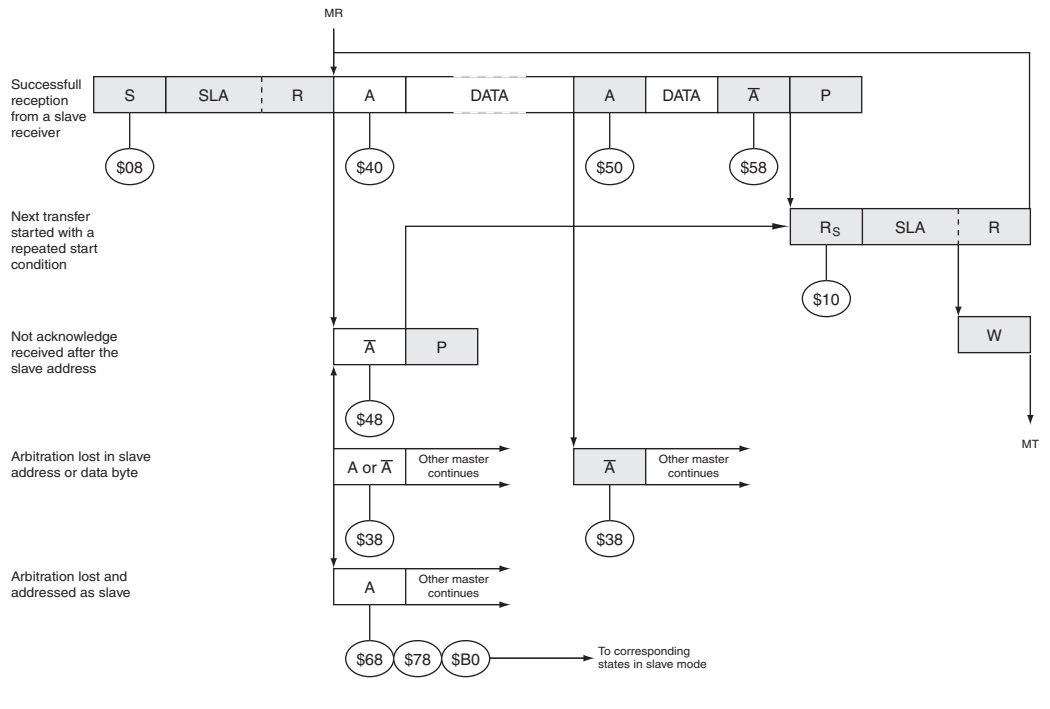 MR
Successfull
reception
from a slave
receiver
S SLA R A DATA A DATA A̅ P
$08 $40 $50 $58
Next transfer
started with a
repeated start
condition
RS SLA R
$10
Not acknowledge
received after the
slave address
A̅ P
W
$48
MT
Arbitration lost in slave
address or data byte
A or A̅ Other master
continues
A̅ Other master
continues
$38 $38
Arbitration lost and
addressed as slave
A Other master
continues
$68 $78 $B0
To corresponding
states in slave mode